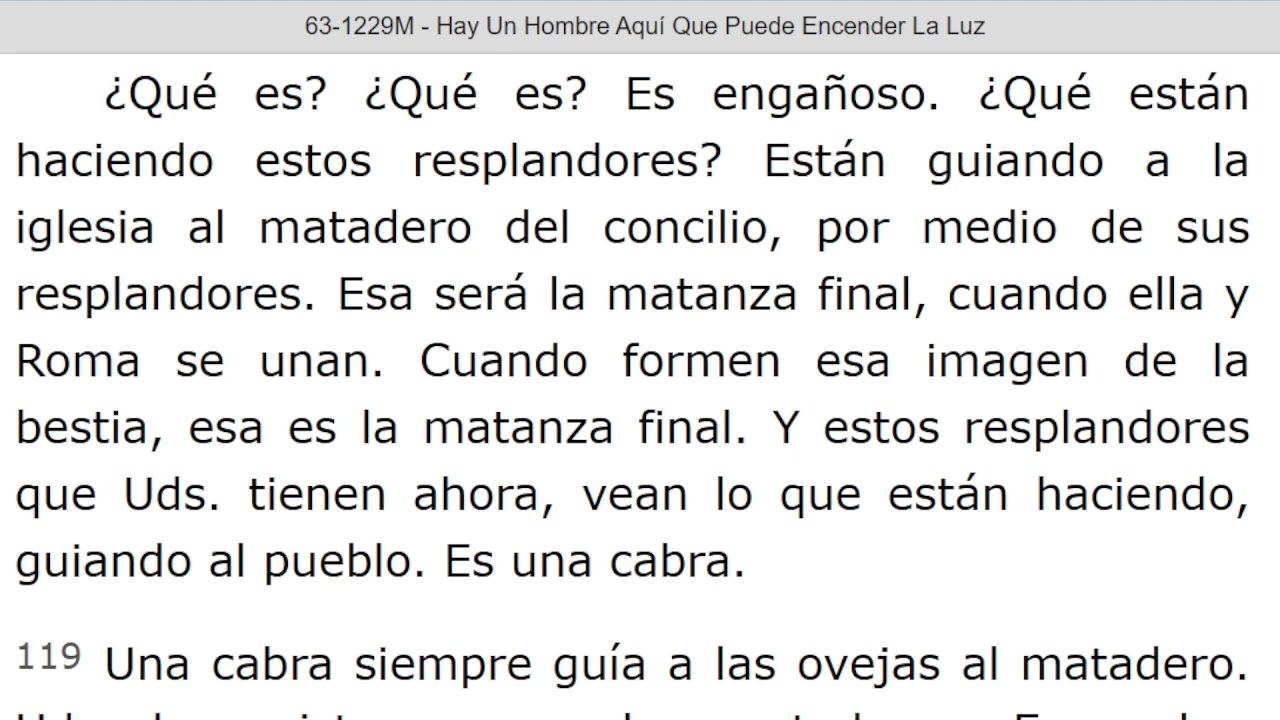 63-1229M - Hay Un Hombre Aquí Que Puede Encender La Luz
¿Qué es? ¿Qué es? Es engañoso. ¿Qué están
haciendo estos resplandores? Están guiando a la
iglesia al matadero del concilio, por medio de sus
resplandores. Esa será la matanza final, cuando ella y
Roma se unan. Cuando formen esa imagen de la
bestia, esa es la matanza final. Y estos resplandores
que Uds. tienen ahora, vean lo que están haciendo,
guiando al pueblo. Es una cabra.
119 Una cabra siempre guía a las ovejas al matadero.